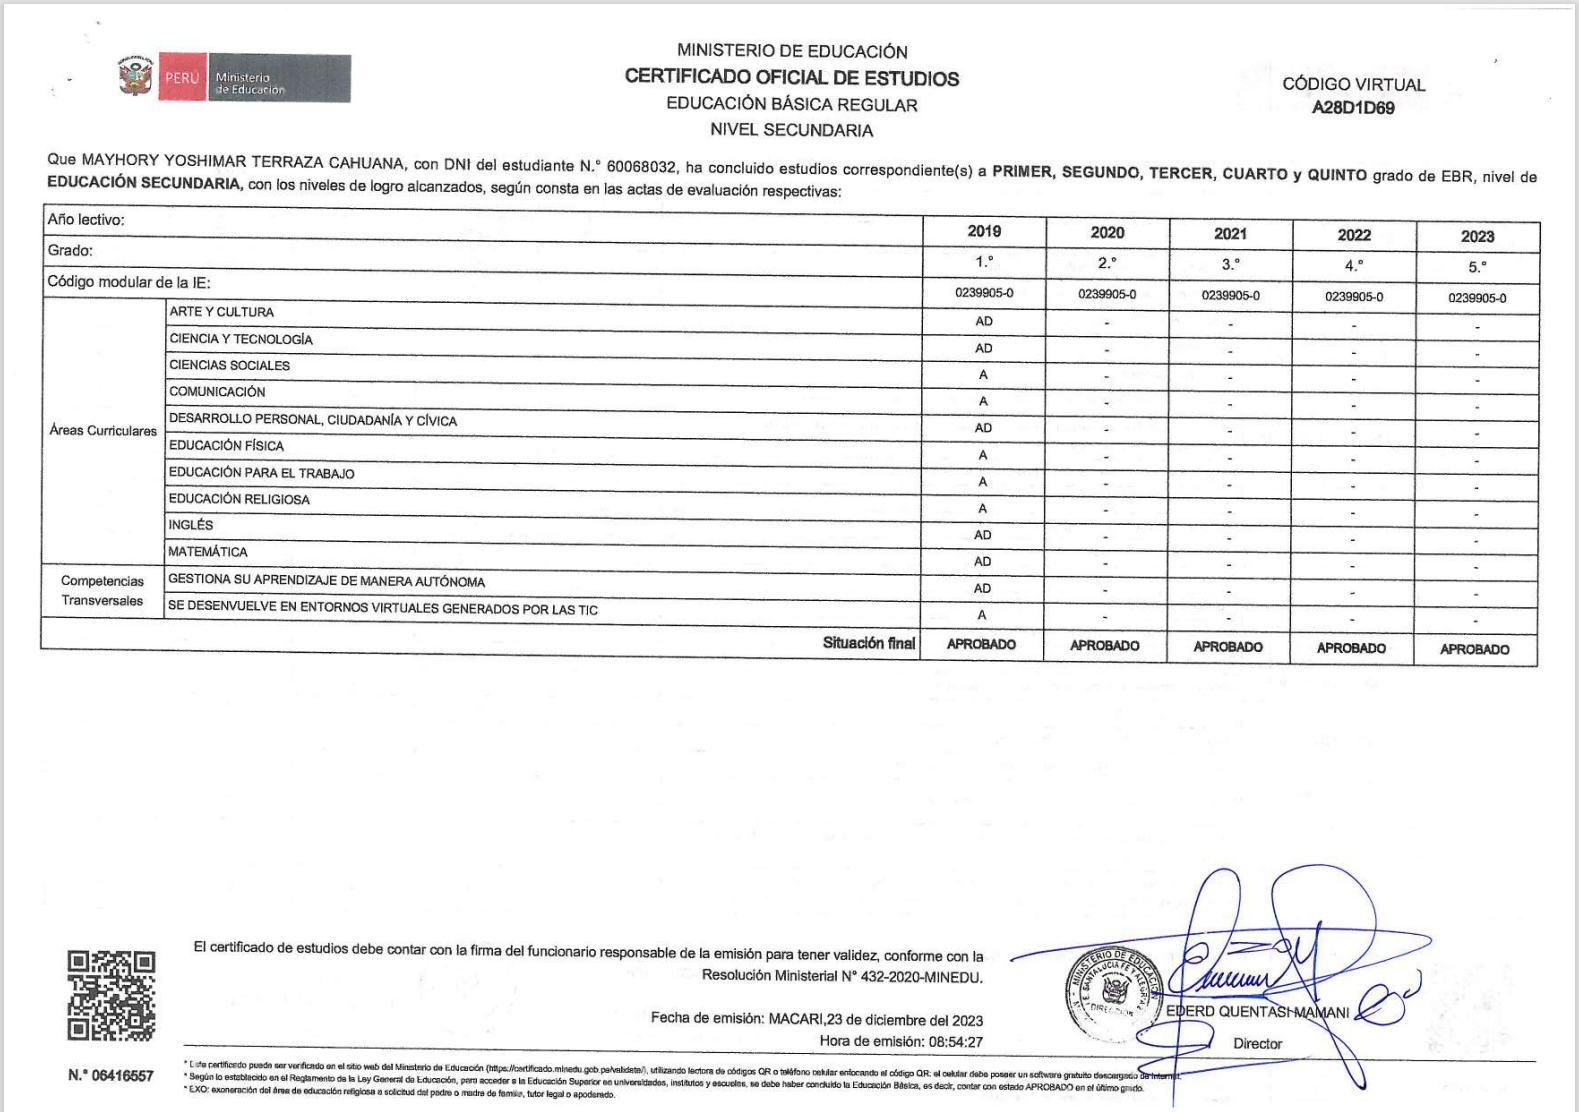 PERÚ
Ministerio
de Educación
MINISTERIO DE EDUCACIÓN
CERTIFICADO OFICIAL DE ESTUDIOS
EDUCACIÓN BÁSICA REGULAR
NIVEL SECUNDARIA
CÓDIGO VIRTUAL
A28D1D69
Que MAYHORY YOSHIMAR TERRAZA CAHUANA, con DNI del estudiante N.° 60068032, ha concluido estudios correspondiente(s) a PRIMER, SEGUNDO, TERCER, CUARTO y QUINTO grado de EBR, nivel de
EDUCACIÓN SECUNDARIA, con los niveles de logro alcanzados, según consta en las actas de evaluación respectivas:
Año lectivo: 2019 2020 2021 2022 2023
Grado: 1.° 2.° 3.° 4.° 5.°
Código modular de la IE: 0239905-0 0239905-0 0239905-0 0239905-0 0239905-0
Áreas Curriculares
ARTE Y CULTURA AD - - - -
CIENCIA Y TECNOLOGÍA AD - - - -
CIENCIAS SOCIALES A - - - -
COMUNICACIÓN A - - - -
DESARROLLO PERSONAL, CIUDADANÍA Y CÍVICA AD - - - -
EDUCACIÓN FÍSICA A - - - -
EDUCACIÓN PARA EL TRABAJO A - - - -
EDUCACIÓN RELIGIOSA A - - - -
INGLÉS AD - - - -
MATEMÁTICA AD - - - -
Competencias
Transversales
GESTIONA SU APRENDIZAJE DE MANERA AUTÓNOMA AD - - - -
SE DESENVUELVE EN ENTORNOS VIRTUALES GENERADOS POR LAS TIC A - - - -
Situación final APROBADO APROBADO APROBADO APROBADO APROBADO
El certificado de estudios debe contar con la firma del funcionario responsable de la emisión para tener validez, conforme con la
Resolución Ministerial N° 432-2020-MINEDU.
Fecha de emisión: MACARI,23 de diciembre del 2023
Hora de emisión: 08:54:27
MINISTERIO DE EDUCACIÓN
SANTA LUCIA FE Y ALEGRIA
DIRECCION
EDERD QUENTASI MAMANI
Director
N.° 06416557
* Este certificado puede ser verificado en el sitio web del Ministerio de Educación (https://certificado.minedu.gob.pe/validate/), utilizando lectora de códigos QR o teléfono celular enfocando el código QR: el celular debe poseer un software gratuito descargado de internet.
* Según lo establecido en el Reglamento de la Ley General de Educación, para acceder a la Educación Superior en universidades, institutos y escuelas, se debe haber concluido la Educación Básica, es decir, contar con estado APROBADO en el último grado.
* EXO: exoneración del área de educación religiosa a solicitud del padre o madre de familia, tutor legal o apoderado.